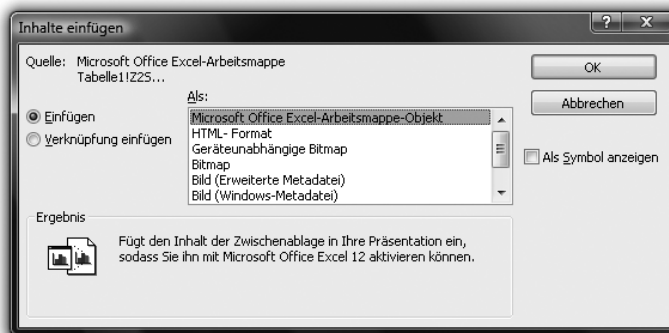 Inhalte einfügen
Quelle: Microsoft Office Excel-Arbeitsmappe
Tabelle1!Z2S...
Als:
Einfügen
Verknüpfung einfügen
Microsoft Office Excel-Arbeitsmappe-Objekt
HTML- Format
Geräteunabhängige Bitmap
Bitmap
Bild (Erweiterte Metadatei)
Bild (Windows-Metadatei)
OK
Abbrechen
Als Symbol anzeigen
Ergebnis
Fügt den Inhalt der Zwischenablage in Ihre Präsentation ein,
sodass Sie ihn mit Microsoft Office Excel 12 aktivieren können.